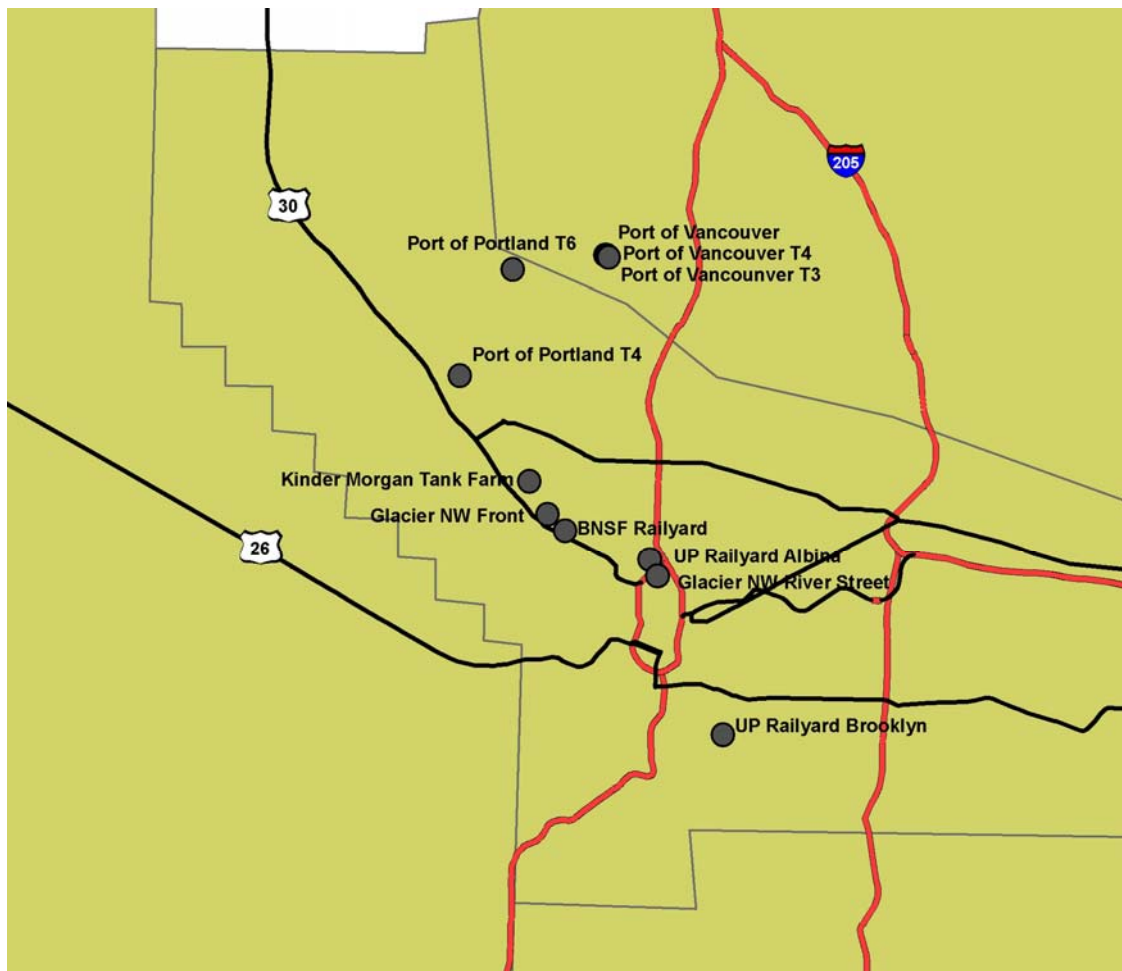 205
30
Port of Vancouver
Port of Portland T6
Port of Vancouver T4
Port of Vancounver T3
Port of Portland T4
Kinder Morgan Tank Farm
Glacier NW Front
BNSF Railyard
26
UP Railyard Albina
Glacier NW River Street
UP Railyard Brooklyn